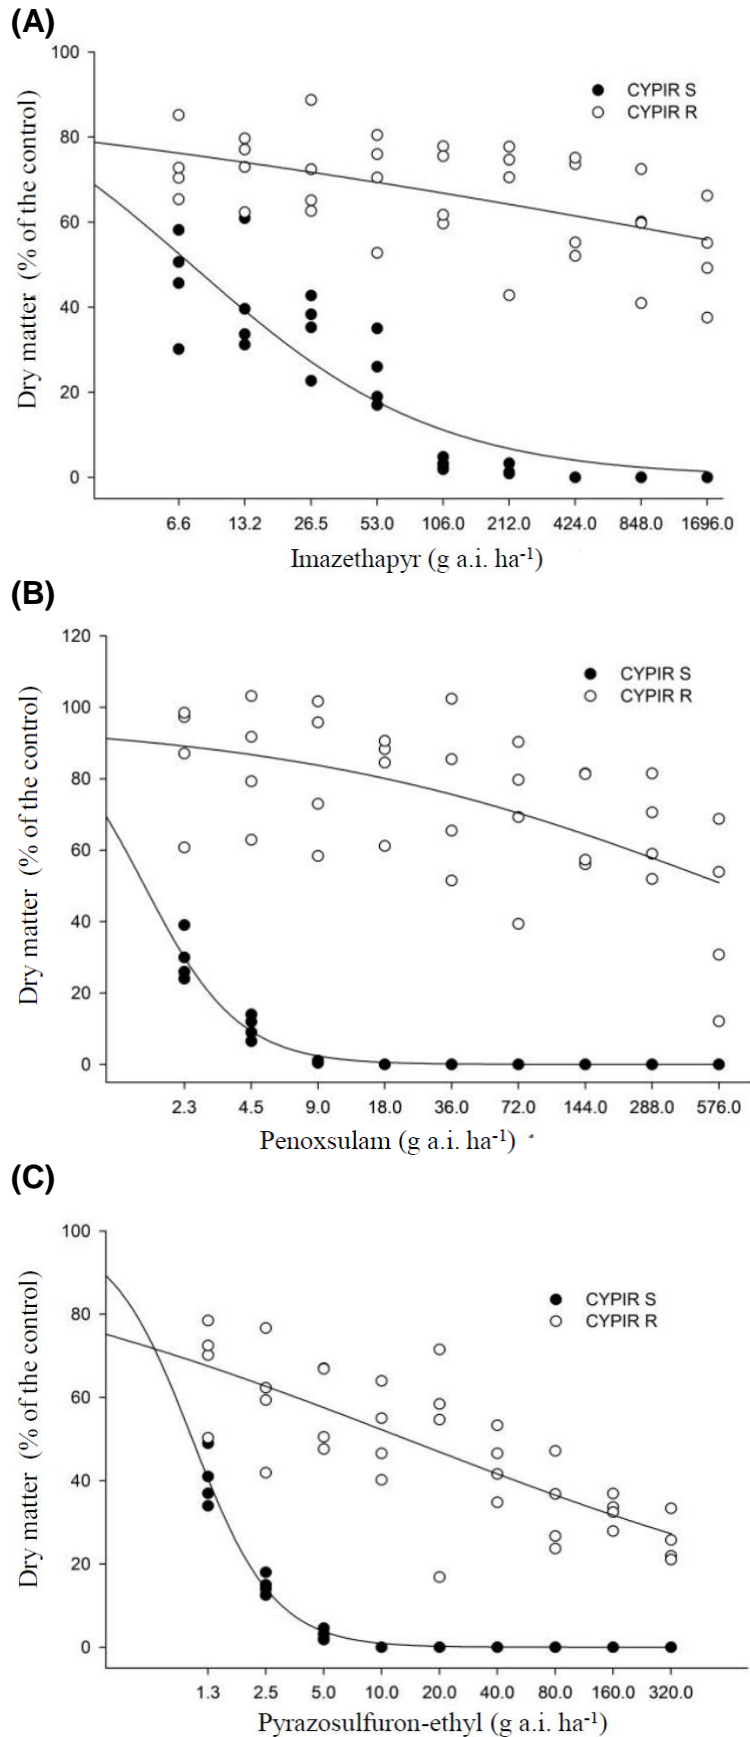 (A)
100
80
60
40
20
0
Dry matter (% of the control)
CYPIR S
CYPIR R
6.6 13.2 26.5 53.0 106.0 212.0 424.0 848.0 1696.0
Imazethapyr (g a.i. ha-1)
(B)
120
100
80
60
40
20
0
Dry matter (% of the control)
CYPIR S
CYPIR R
2.3 4.5 9.0 18.0 36.0 72.0 144.0 288.0 576.0
Penoxsulam (g a.i. ha-1)
(C)
100
80
60
40
20
0
Dry matter (% of the control)
CYPIR S
CYPIR R
1.3 2.5 5.0 10.0 20.0 40.0 80.0 160.0 320.0
Pyrazosulfuron-ethyl (g a.i. ha-1)